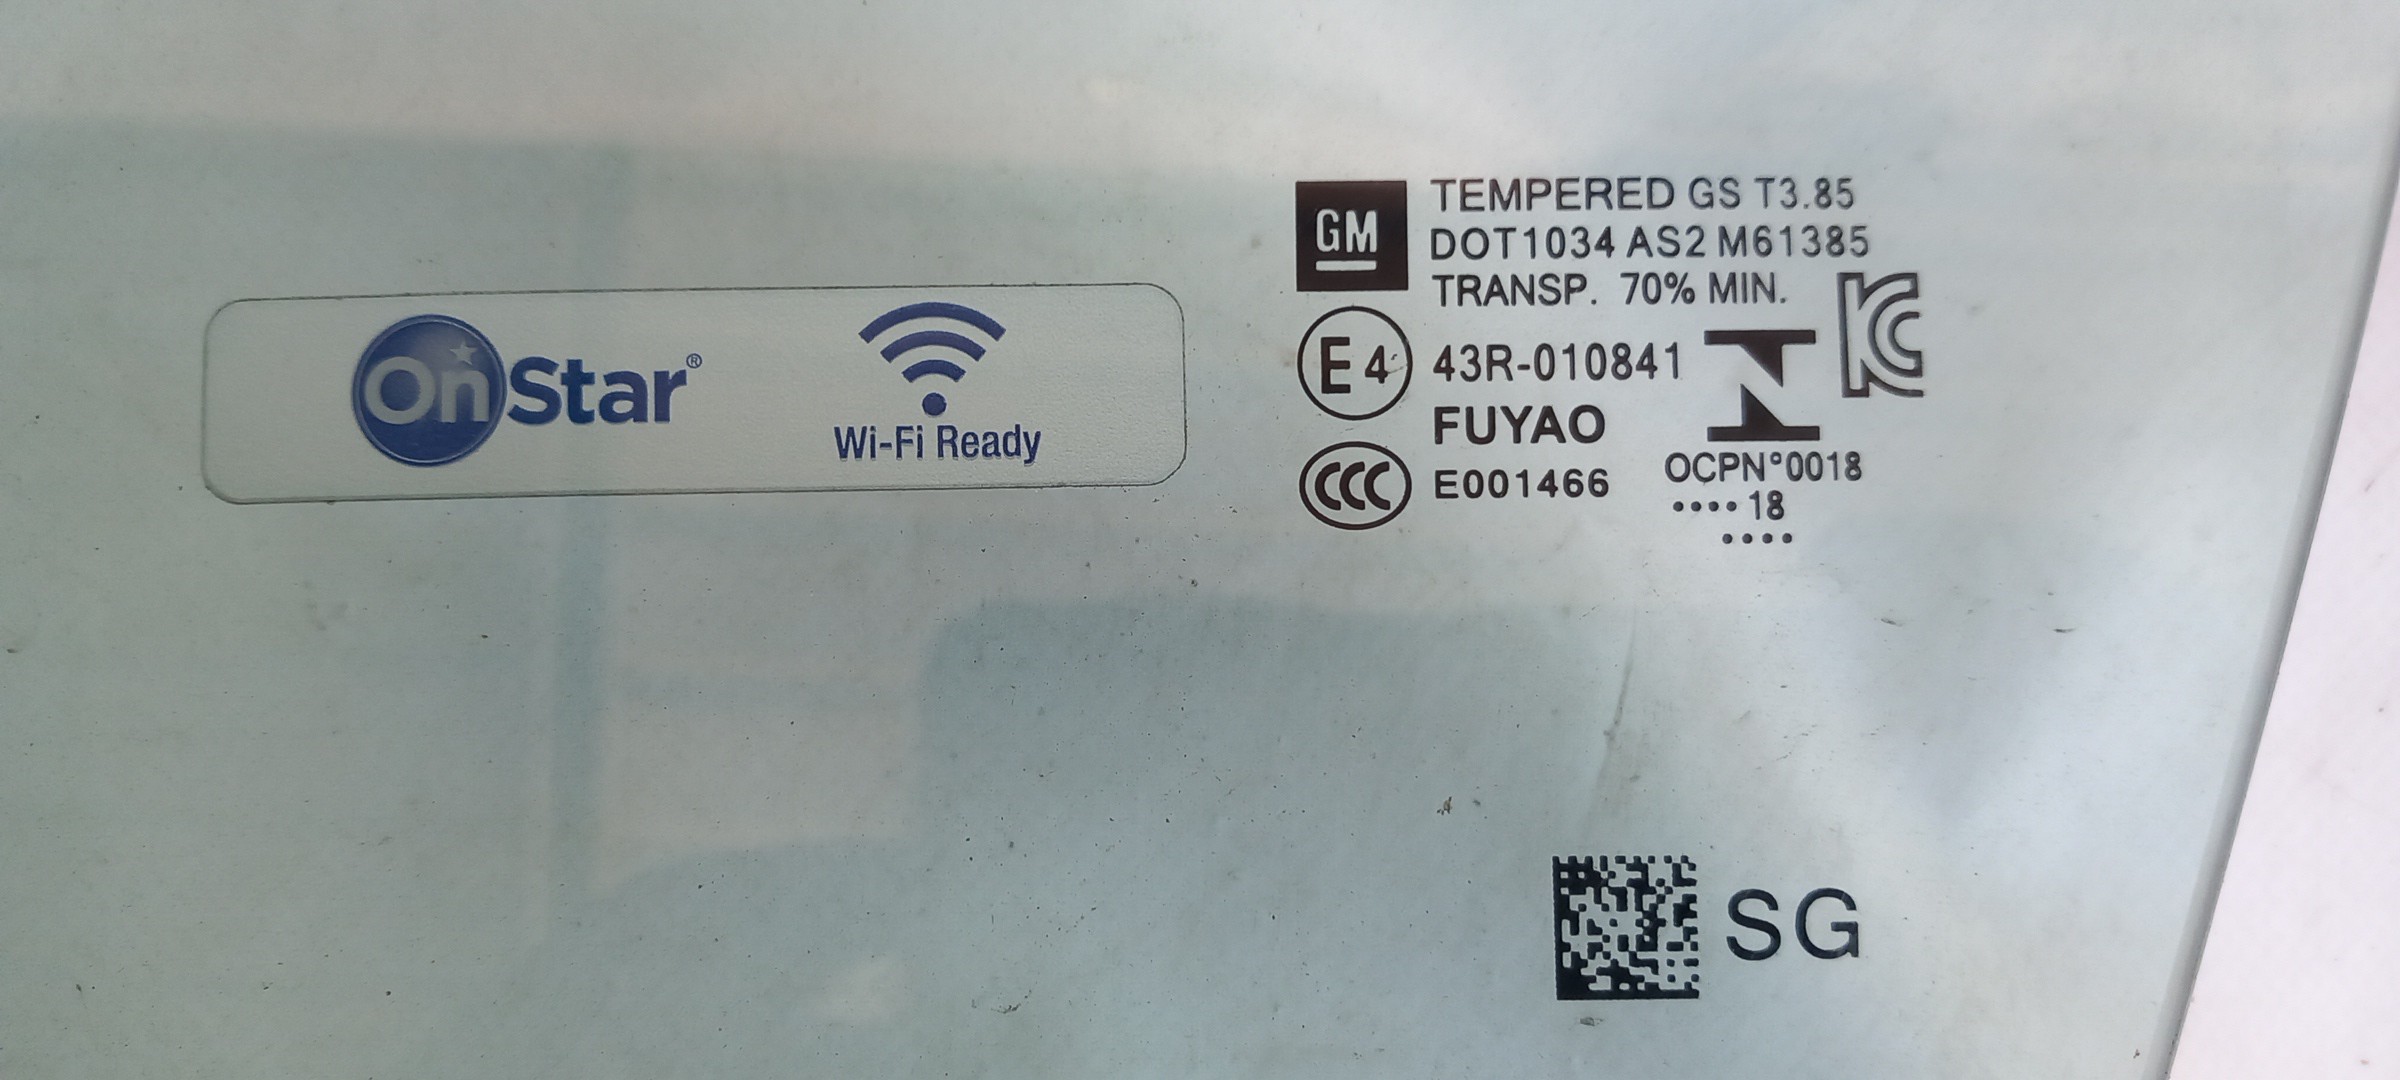 OnStar®
Wi-Fi Ready
GM
TEMPERED GS T3.85
DOT1034 AS2 M61385
TRANSP. 70% MIN.
E4
43R-010841
KC
FUYAO
CCC
E001466
OCPN°0018
····18
····
SG